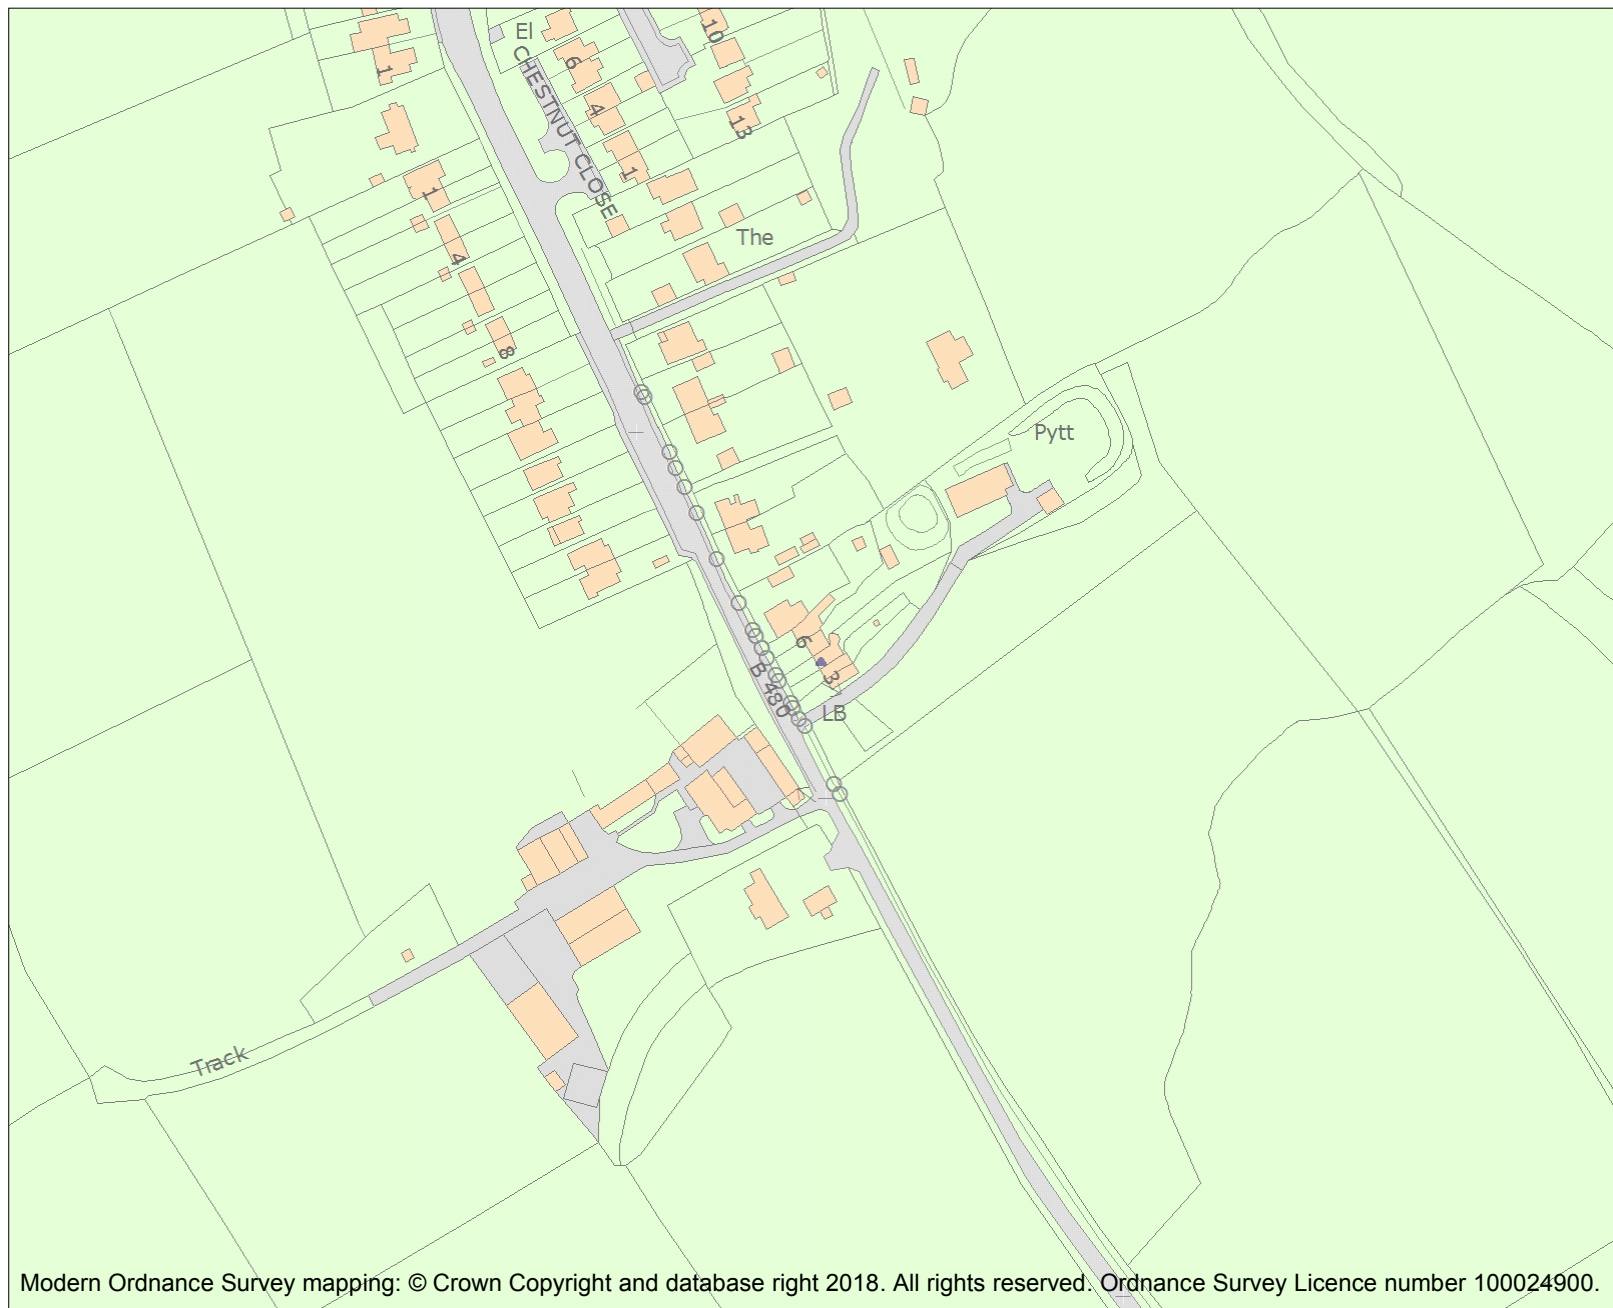 El
10
1
6
CHESTNUT CLOSE
4
13
1
1
The
4
8
Pytt
6
3
B 480
LB
Track
Modern Ordnance Survey mapping: © Crown Copyright and database right 2018. All rights reserved. Ordnance Survey Licence number 100024900.